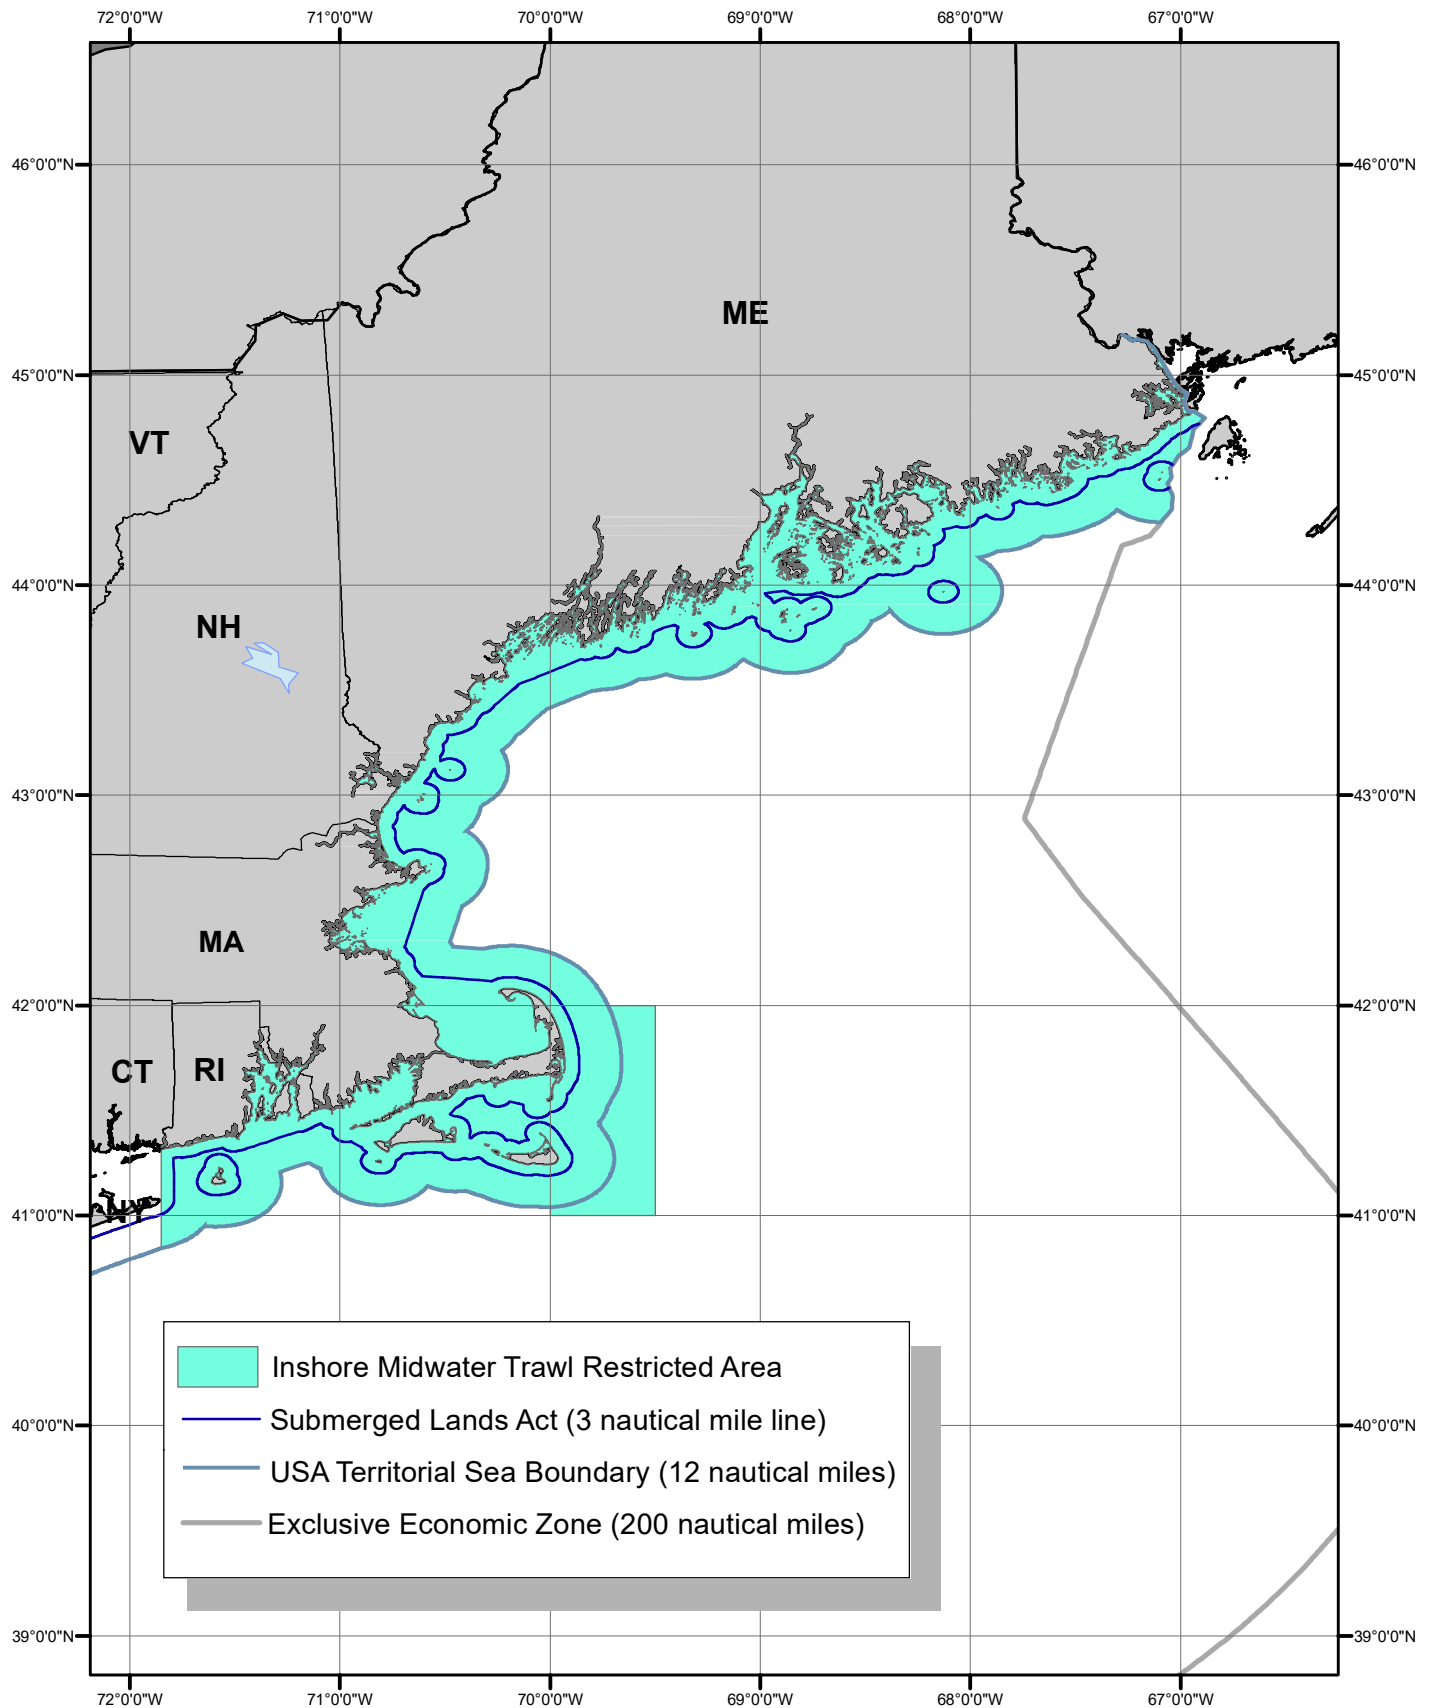 72°0'0"W 71°0'0"W 70°0'0"W 69°0'0"W 68°0'0"W 67°0'0"W
46°0'0"N 46°0'0"N
ME
45°0'0"N 45°0'0"N
VT
44°0'0"N 44°0'0"N
NH
43°0'0"N 43°0'0"N
MA
42°0'0"N 42°0'0"N
CT RI
NY
41°0'0"N 41°0'0"N
Inshore Midwater Trawl Restricted Area
Submerged Lands Act (3 nautical mile line)
40°0'0"N 40°0'0"N
USA Territorial Sea Boundary (12 nautical miles)
Exclusive Economic Zone (200 nautical miles)
39°0'0"N 39°0'0"N
72°0'0"W 71°0'0"W 70°0'0"W 69°0'0"W 68°0'0"W 67°0'0"W